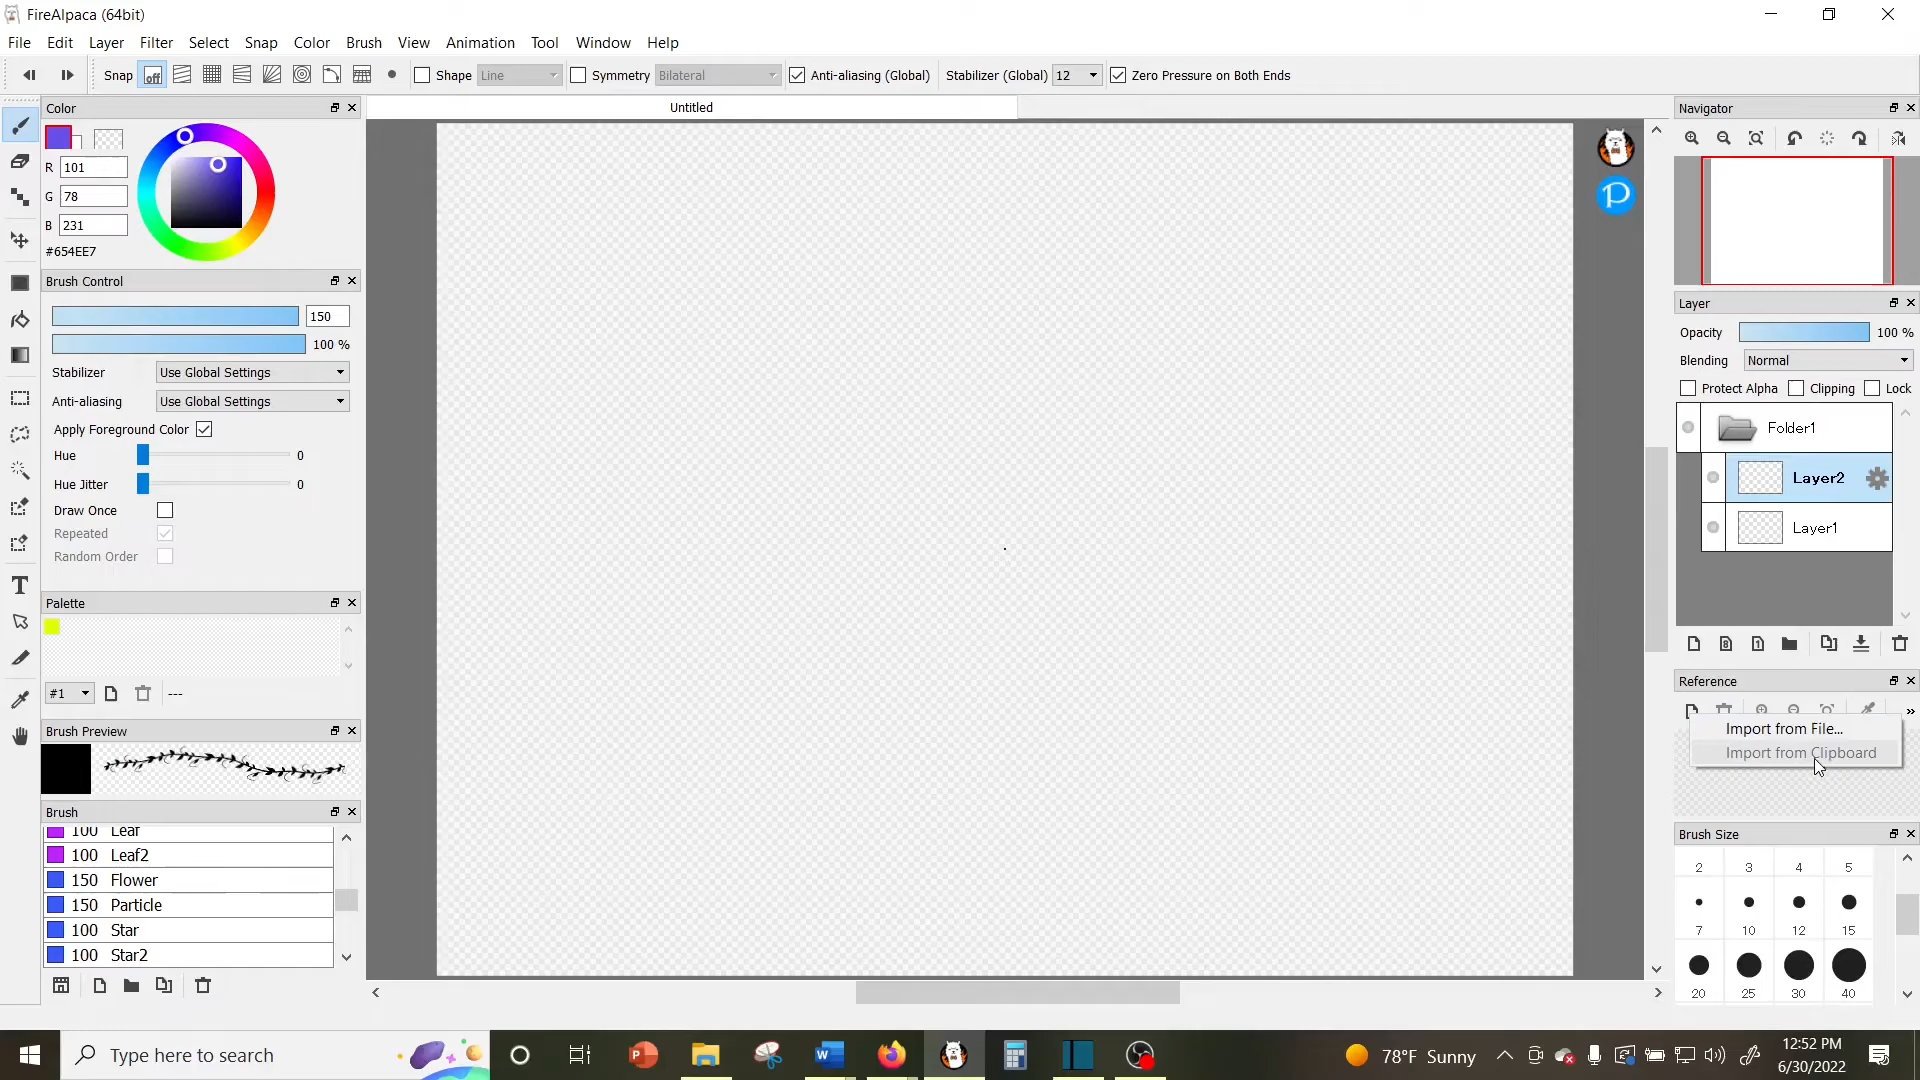 FireAlpaca (64bit)
File Edit Layer Filter Select Snap Color Brush View Animation Tool Window Help
Snap off Shape Line Symmetry Bilateral Anti-aliasing (Global) Stabilizer (Global) 12 Zero Pressure on Both Ends
Color
Untitled
R 101
G 78
B 231
#654EE7
Brush Control
150
100 %
Stabilizer Use Global Settings
Anti-aliasing Use Global Settings
Apply Foreground Color
Hue 0
Hue Jitter 0
Draw Once
Repeated
Random Order
Palette
#1 ---
Brush Preview
Brush
100 Leaf
100 Leaf2
150 Flower
150 Particle
100 Star
100 Star2
P
Navigator
Layer
Opacity 100 %
Blending Normal
Protect Alpha Clipping Lock
Folder1
Layer2
Layer1
8 1
Reference
»
Import from File...
Import from Clipboard
Brush Size
2 3 4 5
7 10 12 15
20 25 30 40
Type here to search
P
W
78°F Sunny
12:52 PM
6/30/2022